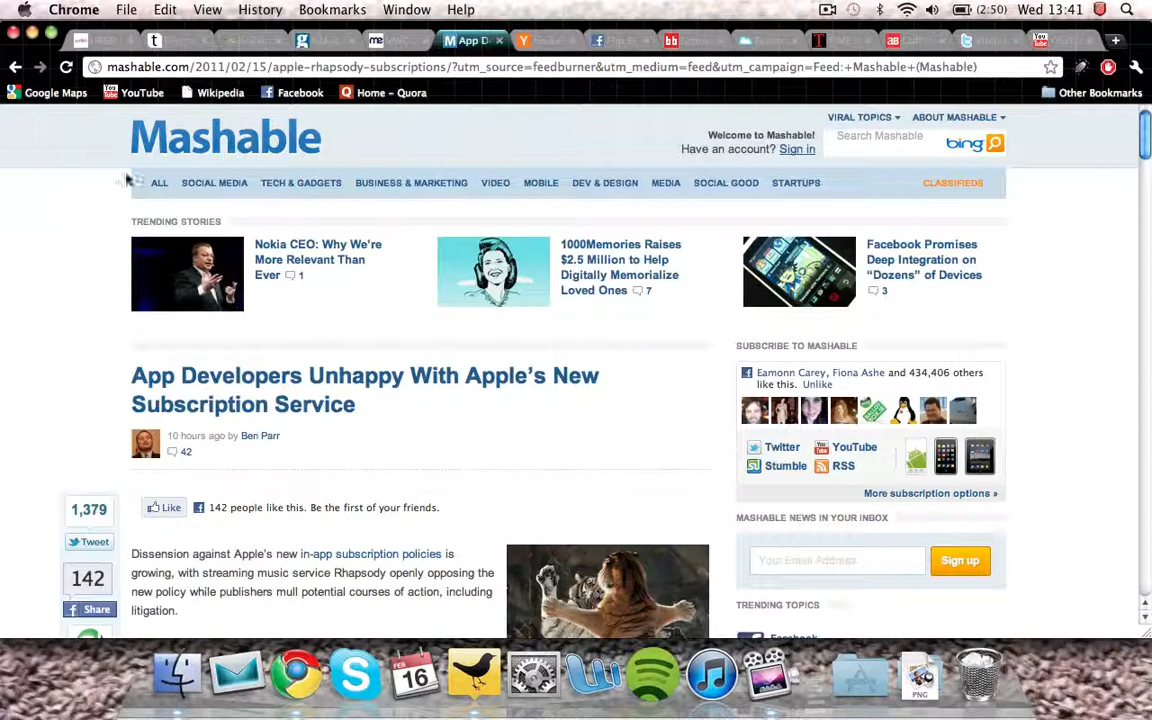 Chrome File Edit View History Bookmarks Window Help (2:50) Wed 13:41
App D
mashable.com/2011/02/15/apple-rhapsody-subscriptions/?utm_source=feedburner&utm_medium=feed&utm_campaign=Feed:+Mashable+(Mashable)
Google Maps YouTube Wikipedia Facebook Home – Quora Other Bookmarks
VIRAL TOPICS ABOUT MASHABLE
Mashable
Welcome to Mashable!
Have an account? Sign in
Search Mashable
bing
ALL SOCIAL MEDIA TECH & GADGETS BUSINESS & MARKETING VIDEO MOBILE DEV & DESIGN MEDIA SOCIAL GOOD STARTUPS CLASSIFIEDS
TRENDING STORIES
Nokia CEO: Why We're
More Relevant Than
Ever 1
1000Memories Raises
$2.5 Million to Help
Digitally Memorialize
Loved Ones 7
Facebook Promises
Deep Integration on
"Dozens" of Devices
3
App Developers Unhappy With Apple's New
Subscription Service
10 hours ago by Ben Parr
42
1,379
Tweet
142
Share
Like 142 people like this. Be the first of your friends.
Dissension against Apple's new in-app subscription policies is
growing, with streaming music service Rhapsody openly opposing the
new policy while publishers mull potential courses of action, including
litigation.
SUBSCRIBE TO MASHABLE
Eamonn Carey, Fiona Ashe and 434,406 others
like this. Unlike
Twitter YouTube
Stumble RSS
More subscription options »
MASHABLE NEWS IN YOUR INBOX
Your Email Address Sign up
TRENDING TOPICS
Facebook
FEB
16
PNG